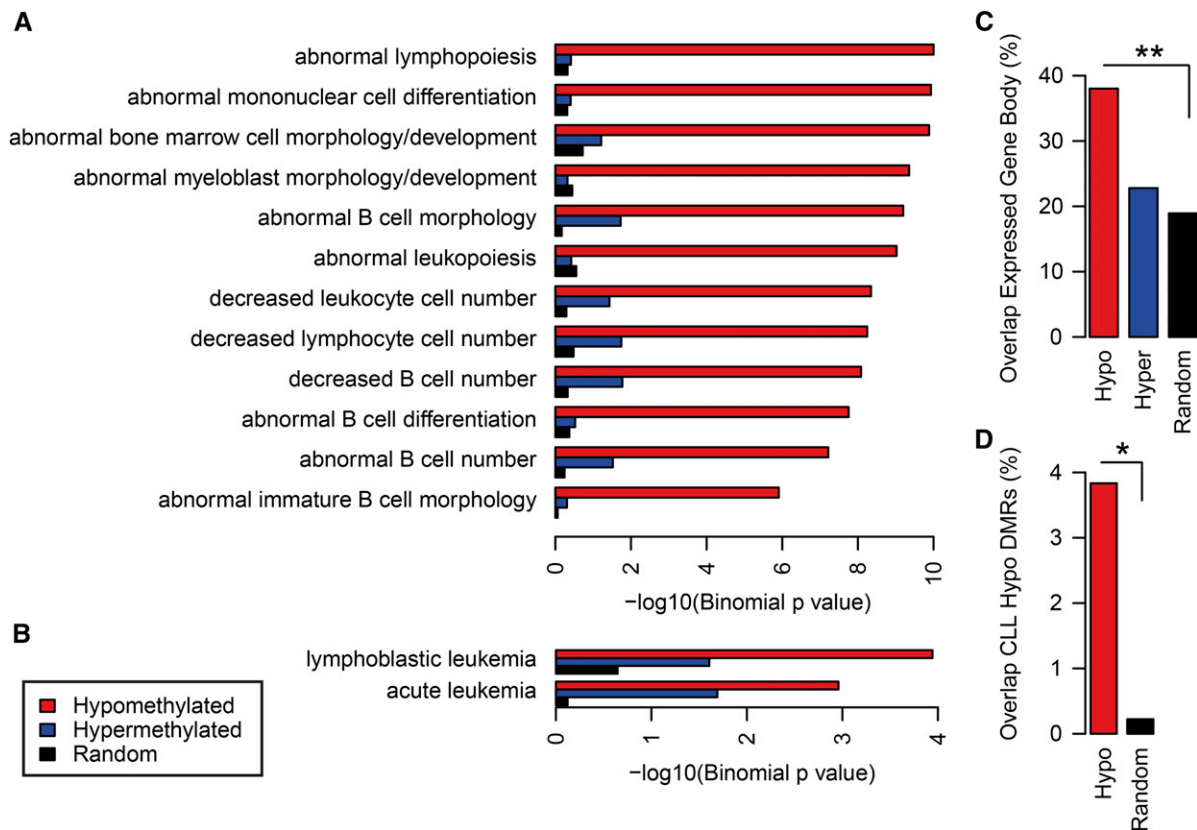 A
abnormal lymphopoiesis
abnormal mononuclear cell differentiation
abnormal bone marrow cell morphology/development
abnormal myeloblast morphology/development
abnormal B cell morphology
abnormal leukopoiesis
decreased leukocyte cell number
decreased lymphocyte cell number
decreased B cell number
abnormal B cell differentiation
abnormal B cell number
abnormal immature B cell morphology
0 2 4 6 8 10
−log10(Binomial p value)
B
lymphoblastic leukemia
acute leukemia
0 1 2 3 4
−log10(Binomial p value)
Hypomethylated
Hypermethylated
Random
C
Overlap Expressed Gene Body (%)
40
30
20
10
0
**
Hypo
Hyper
Random
D
Overlap CLL Hypo DMRs (%)
4
3
2
1
0
*
Hypo
Random